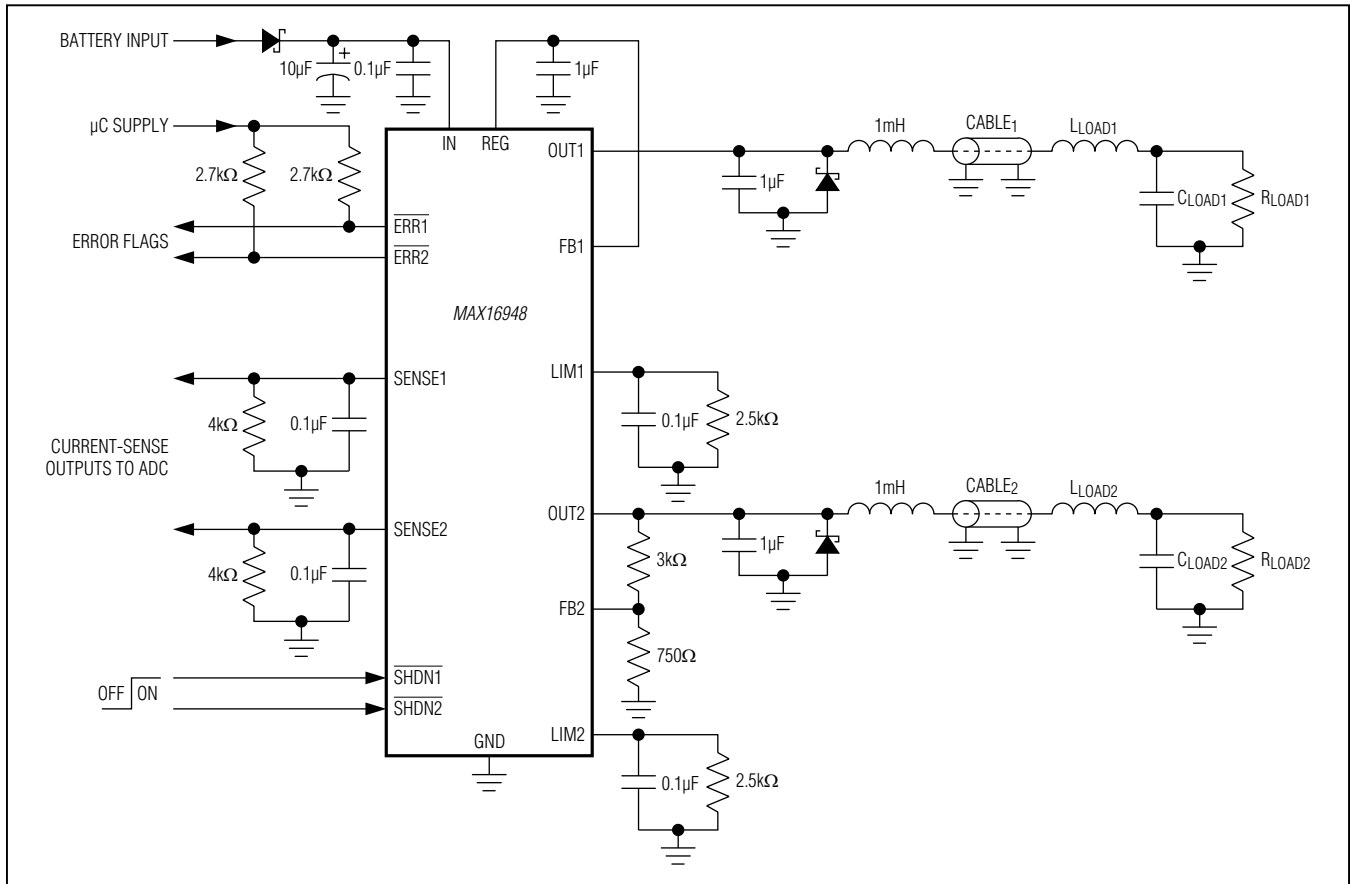 BATTERY INPUT
10µF
+
0.1µF
1µF
µC SUPPLY
2.7kΩ
2.7kΩ
ERROR FLAGS
IN
REG
OUT1
ERR1
ERR2
FB1
MAX16948
1µF
1mH
CABLE1
LLOAD1
CLOAD1
RLOAD1
SENSE1
LIM1
4kΩ
0.1µF
0.1µF
2.5kΩ
CURRENT-SENSE
OUTPUTS TO ADC
SENSE2
OUT2
4kΩ
0.1µF
1µF
1mH
CABLE2
LLOAD2
CLOAD2
RLOAD2
3kΩ
FB2
750Ω
OFF
ON
SHDN1
SHDN2
GND
LIM2
0.1µF
2.5kΩ